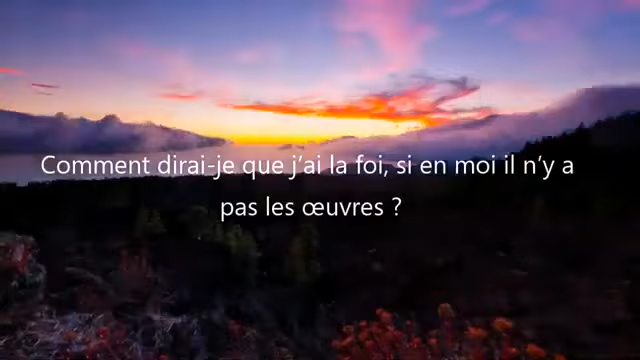 Comment dirai-je que j’ai la foi, si en moi il n’y a
pas les œuvres ?